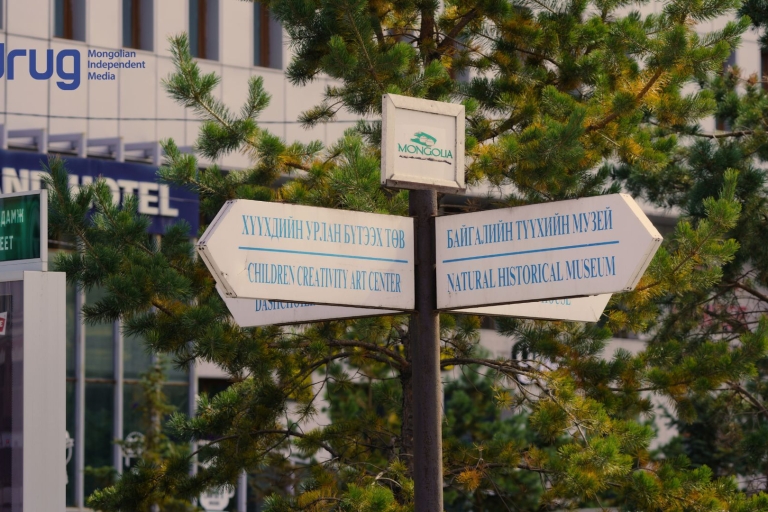 Mongolian
Independent
Media
MONGOLIA
HOTEL
ХҮҮХДИЙН УРЛАН БҮТЭЭХ ТӨВ
CHILDREN CREATIVITY ART CENTER
БАЙГАЛИЙН ТҮҮХИЙН МУЗЕЙ
NATURAL HISTORICAL MUSEUM